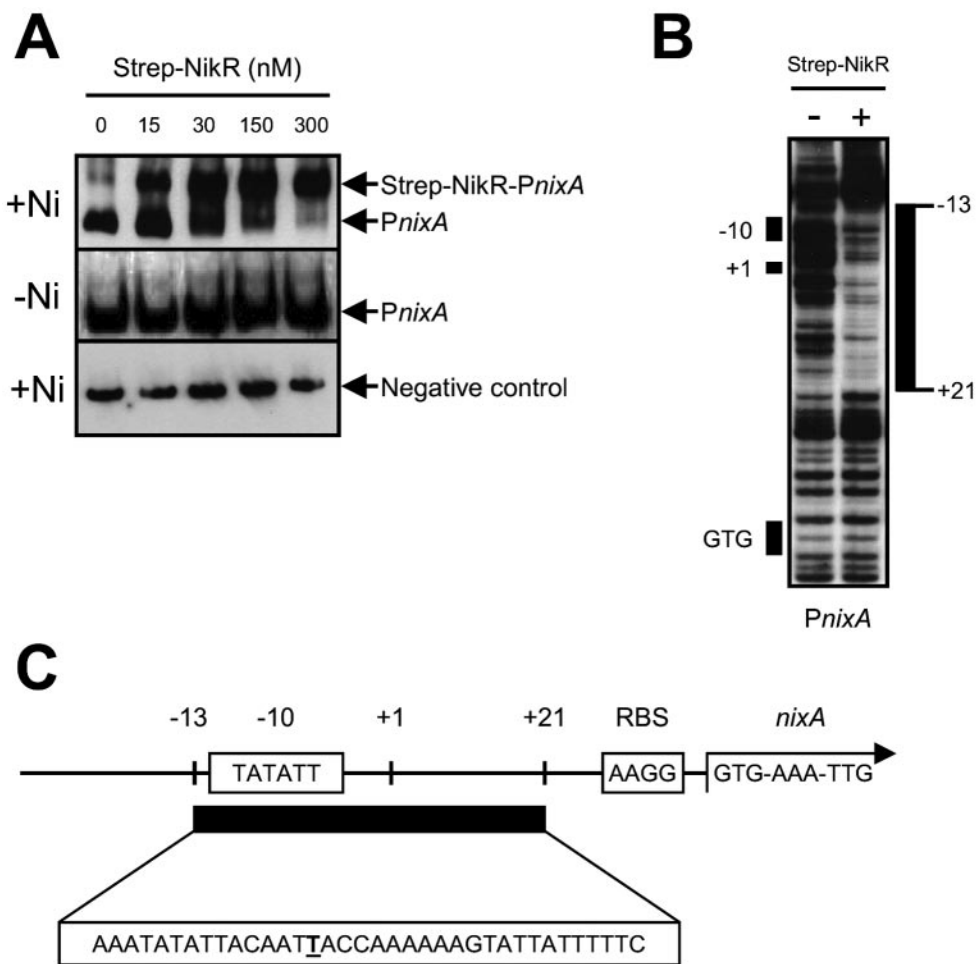 A
Strep-NikR (nM)
0 15 30 150 300
+Ni
Strep-NikR-PnixA
PnixA
-Ni
PnixA
+Ni
Negative control
B
Strep-NikR
- +
-13
-10
+1
+21
GTG
PnixA
C
-13 -10 +1 +21 RBS nixA
TATATT AAGG GTG-AAA-TTG
AAATATATTACAATTACCAAAAAAGTATTATTTTTC